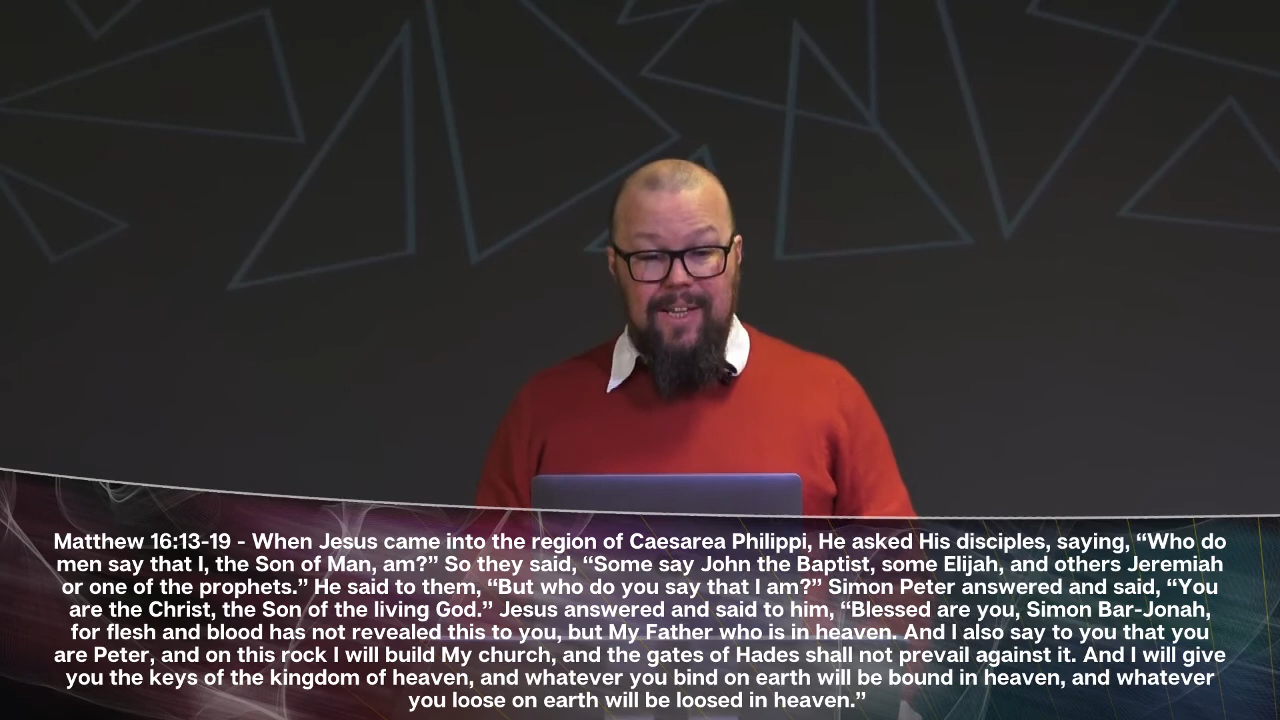 Matthew 16:13-19 - When Jesus came into the region of Caesarea Philippi, He asked His disciples, saying, “Who do
men say that I, the Son of Man, am?” So they said, “Some say John the Baptist, some Elijah, and others Jeremiah
or one of the prophets.” He said to them, “But who do you say that I am?” Simon Peter answered and said, “You
are the Christ, the Son of the living God.” Jesus answered and said to him, “Blessed are you, Simon Bar-Jonah,
for flesh and blood has not revealed this to you, but My Father who is in heaven. And I also say to you that you
are Peter, and on this rock I will build My church, and the gates of Hades shall not prevail against it. And I will give
you the keys of the kingdom of heaven, and whatever you bind on earth will be bound in heaven, and whatever
you loose on earth will be loosed in heaven.”